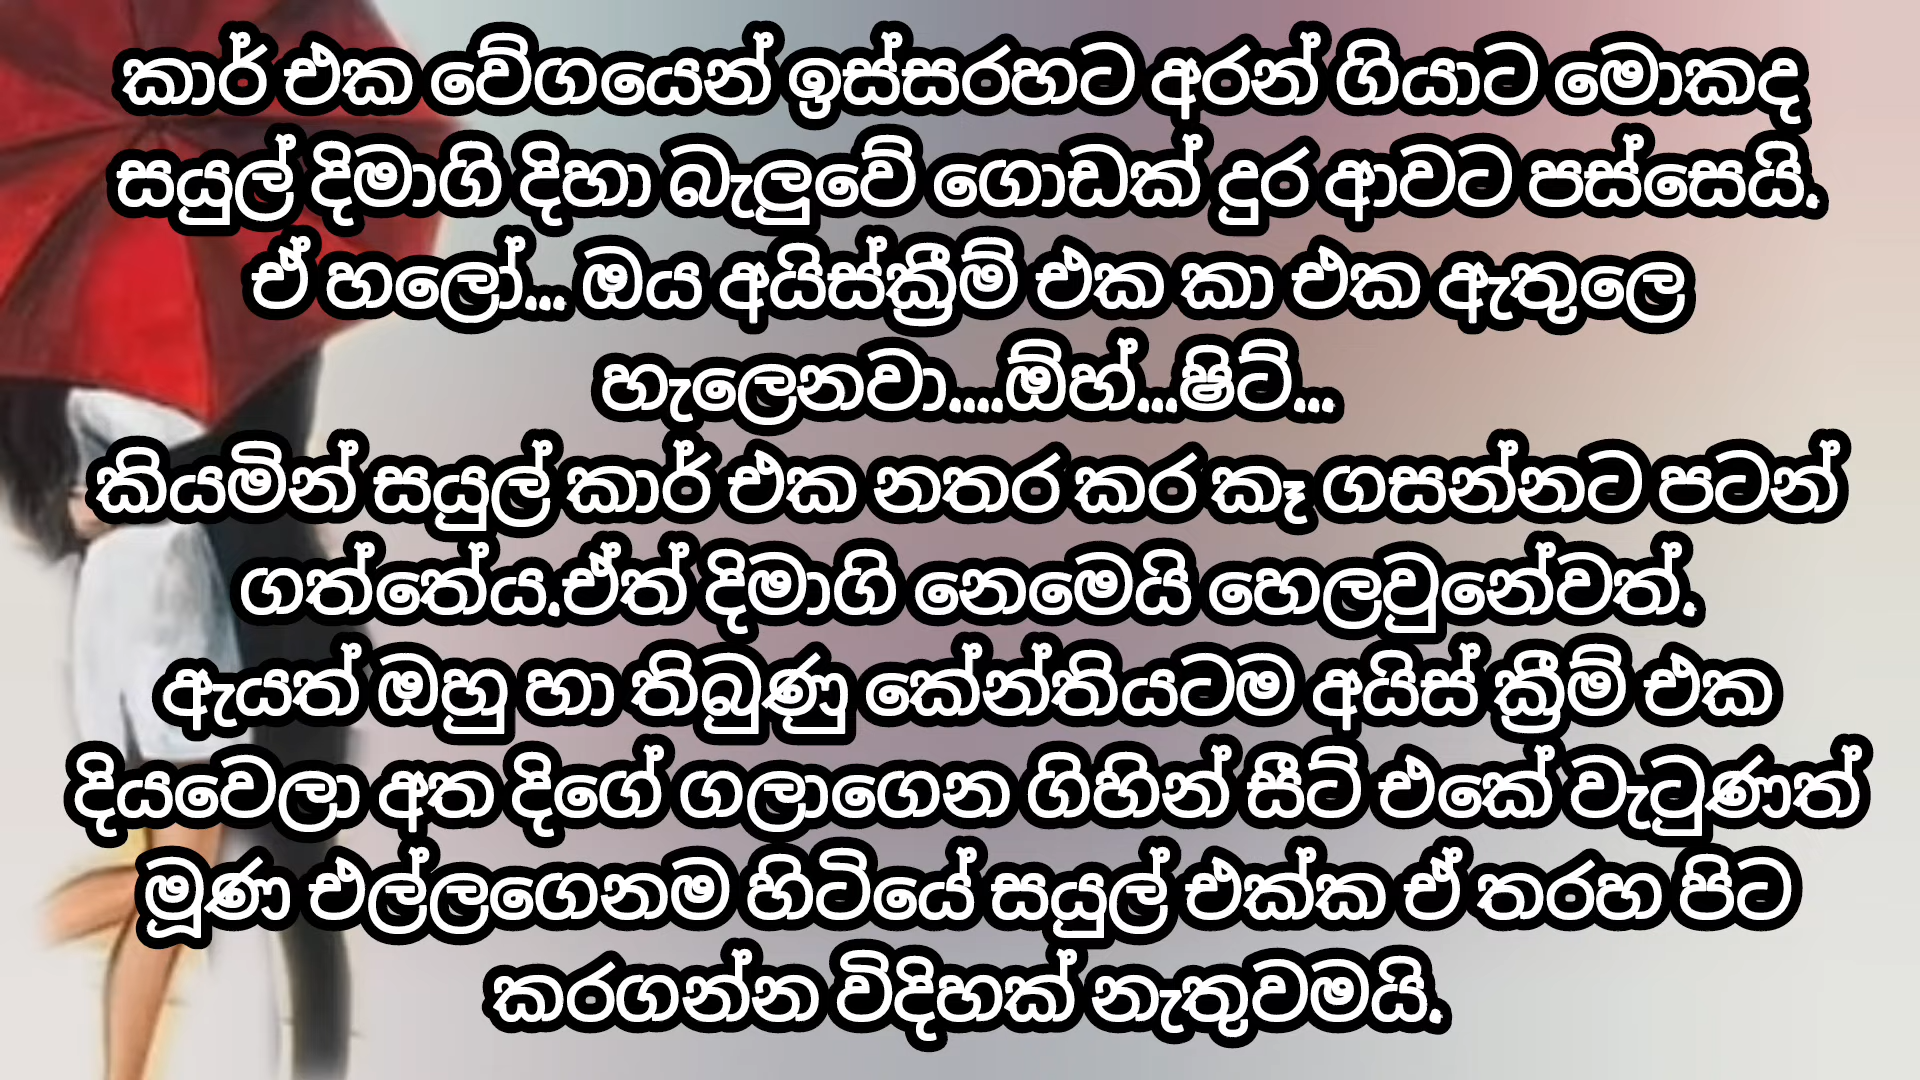 කාර් එක වේගයෙන් ඉස්සරහට අරන් ගියාට මොකද
සයුල් දිමාගි දිහා බැලුවේ ගොඩක් දුර ආවට පස්සෙයි.
ඒ හලෝ... ඔය අයිස්ක්‍රීම් එක කා එක ඇතුලෙ
හැලෙනවා....ඕහ්...ෂිට්...
කියමින් සයුල් කාර් එක නතර කර කෑ ගසන්නට පටන්
ගත්තේය.ඒත් දිමාගි නෙමෙයි හෙලවුනේවත්.
ඇයත් ඔහු හා තිබුණු කේන්තියටම අයිස් ක්‍රීම් එක
දියවෙලා අත දිගේ ගලාගෙන ගිහින් සීට් එකේ වැටුණත්
මූණ එල්ලගෙනම හිටියේ සයුල් එක්ක ඒ තරහ පිට
කරගන්න විදිහක් නැතුවමයි.